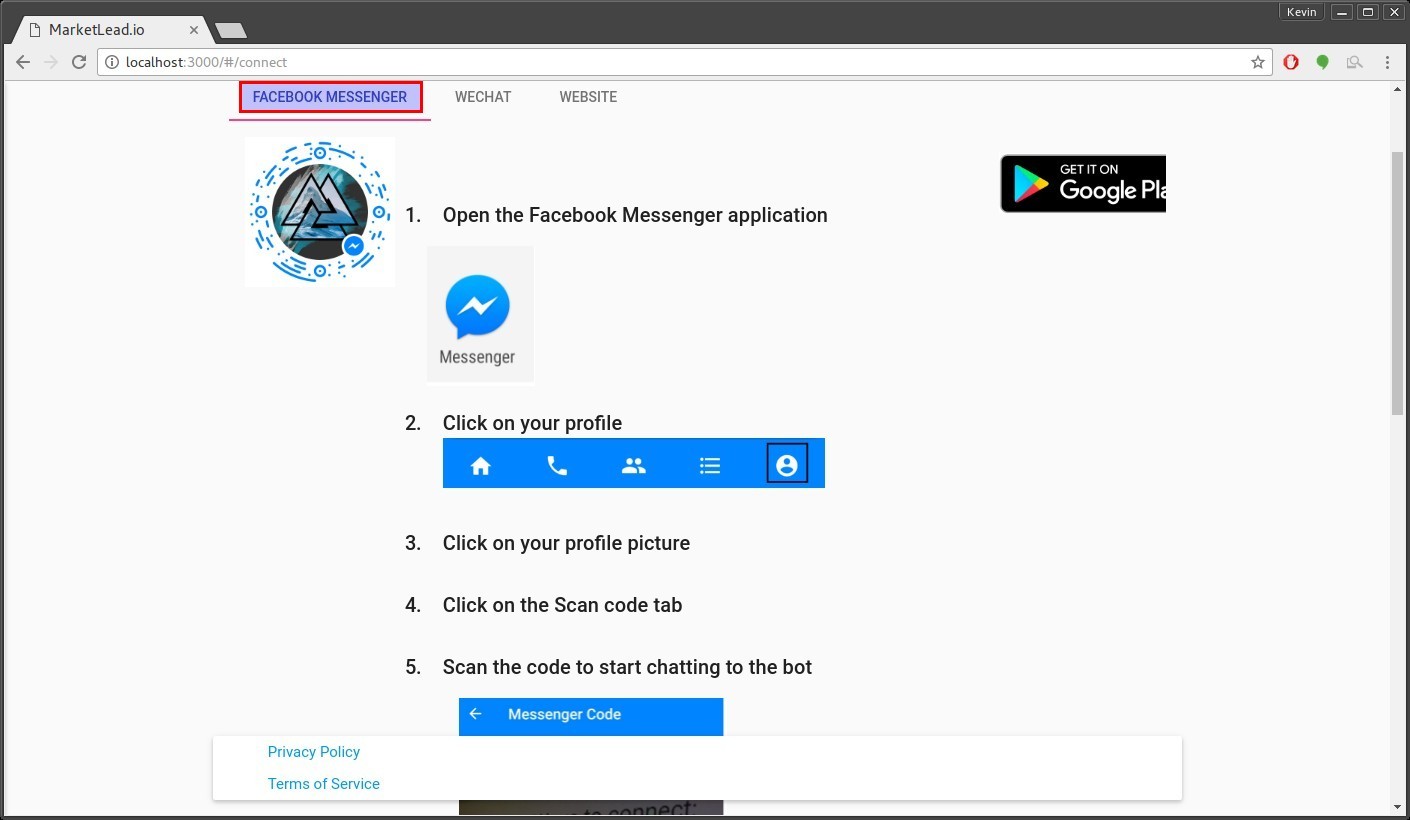 Kevin
MarketLead.io
localhost:3000/#/connect
FACEBOOK MESSENGER WECHAT WEBSITE
GET IT ON
Google Pla
1. Open the Facebook Messenger application
Messenger
2. Click on your profile
3. Click on your profile picture
4. Click on the Scan code tab
5. Scan the code to start chatting to the bot
Messenger Code
Privacy Policy
Terms of Service
to connect: